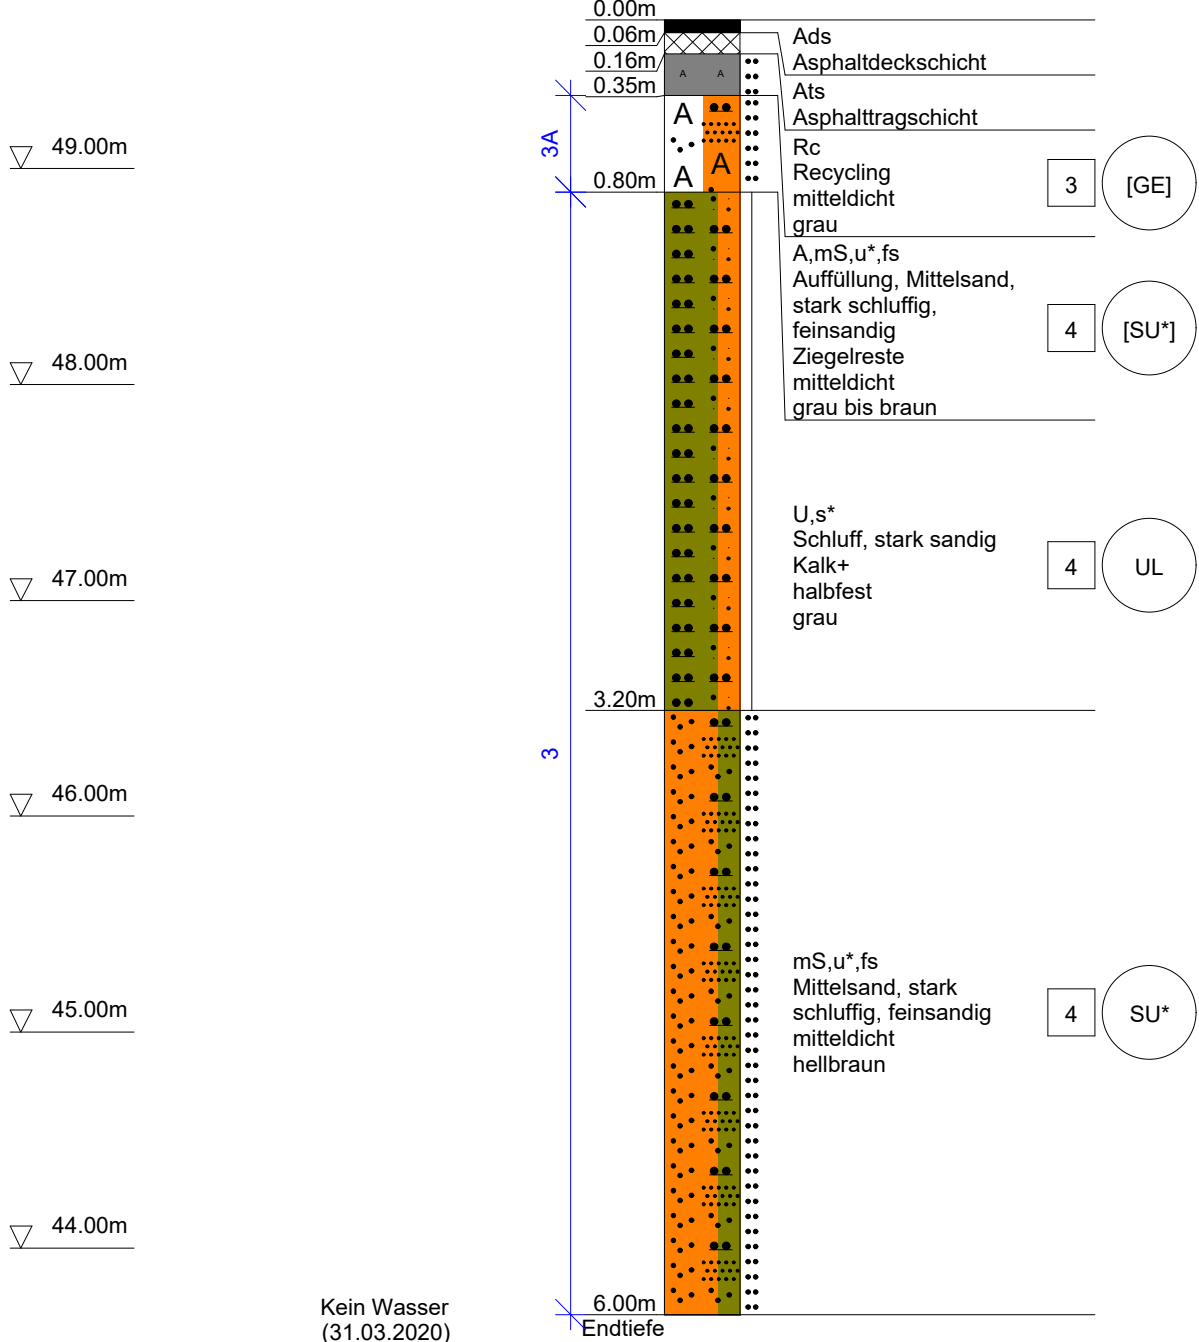 0.00m
0.06m
0.16m
0.35m
0.80m
3.20m
6.00m
Endtiefe
49.00m
48.00m
47.00m
46.00m
45.00m
44.00m
3A
3
A A
A
A
A
Ads
Asphaltdeckschicht
Ats
Asphalttragschicht
Rc
Recycling
mitteldicht
grau
3 [GE]
A,mS,u*,fs
Auffüllung, Mittelsand,
stark schluffig,
feinsandig
Ziegelreste
mitteldicht
grau bis braun
4 [SU*]
U,s*
Schluff, stark sandig
Kalk+
halbfest
grau
4 UL
mS,u*,fs
Mittelsand, stark
schluffig, feinsandig
mitteldicht
hellbraun
4 SU*
Kein Wasser
(31.03.2020)